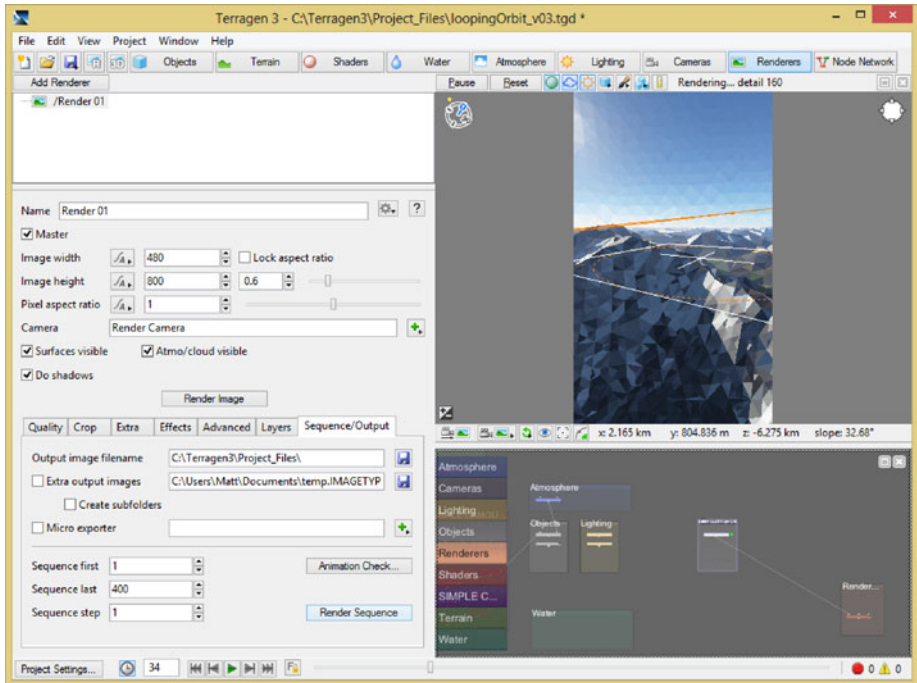 Terragen 3 - C:\Terragen3\Project_Files\loopingOrbit_v03.tgd *
File Edit View Project Window Help
Objects Terrain Shaders Water Atmosphere Lighting Cameras Renderers Node Network
Add Renderer
Pause Reset Rendering... detail 160
/Render 01
Name Render 01 ?
Master
Image width 480 Lock aspect ratio
Image height 800 0.6
Pixel aspect ratio 1
Camera Render Camera
Surfaces visible Atmo/cloud visible
Do shadows
Render Image
Quality Crop Extra Effects Advanced Layers Sequence/Output
x: 2.165 km y: 804.836 m z: -6.275 km slope: 32.68°
Output image filename C:\Terragen3\Project_Files\
Extra output images C:\Users\Matt\Documents\temp.IMAGETYP
Create subfolders
Micro exporter
Sequence first 1 Animation Check...
Sequence last 400
Sequence step 1 Render Sequence
Atmosphere
Cameras
Lighting
Objects
Renderers
Shaders
SIMPLE C...
Terrain
Water
Atmosphere
Objects Lighting
Render...
Water
Project Settings... 34 0 0